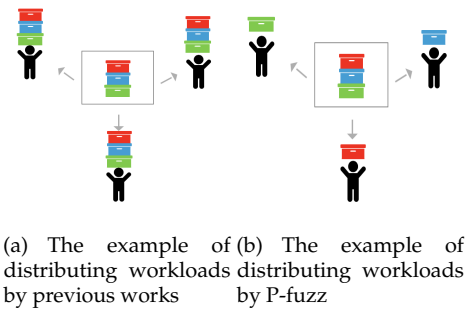 (a) The example of
distributing workloads
by previous works
(b) The example of
distributing workloads
by P-fuzz